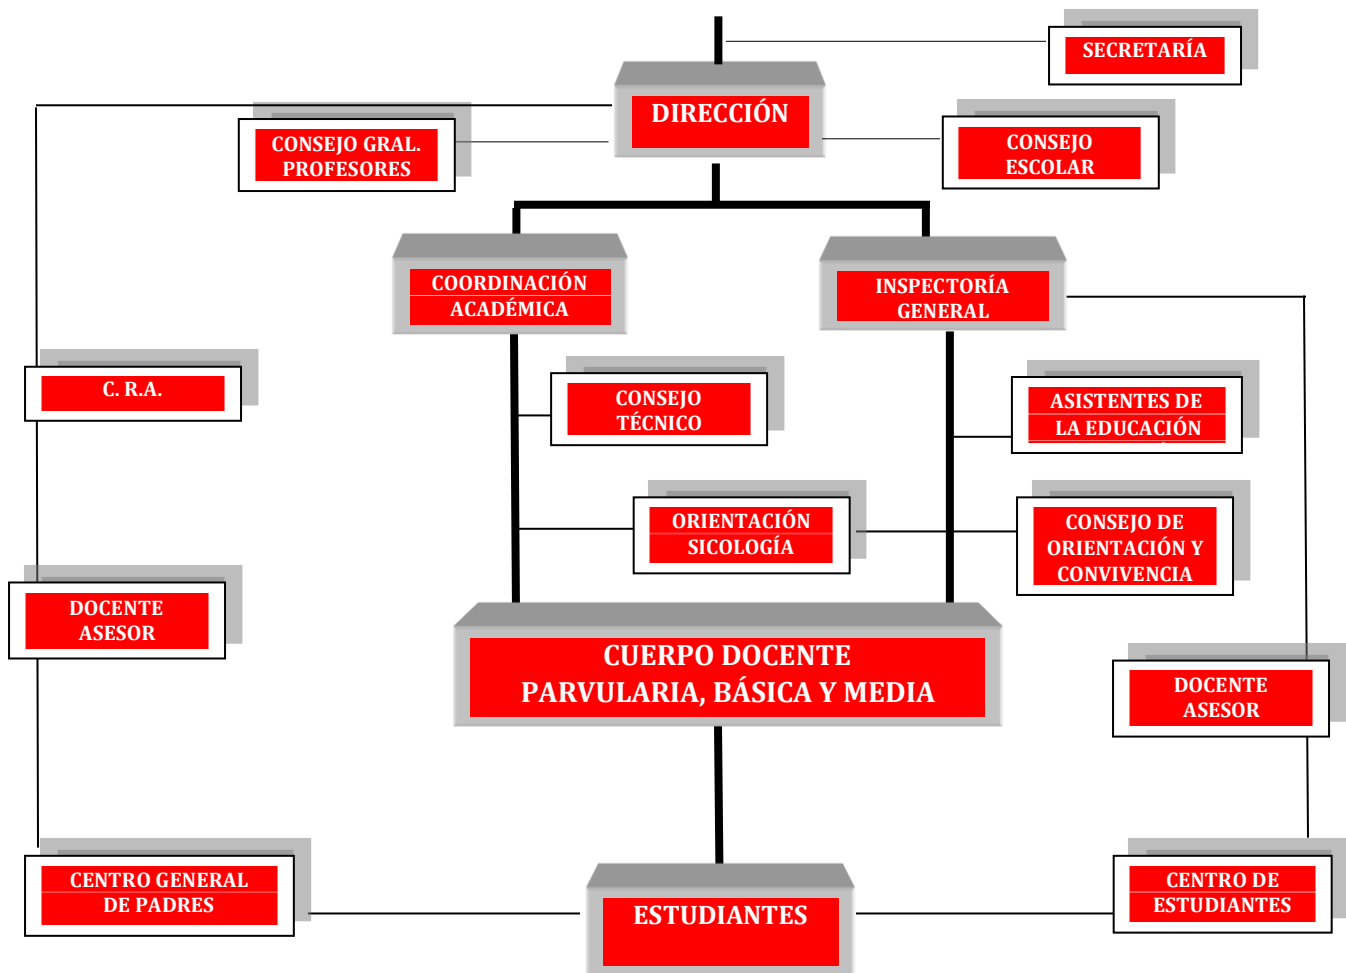 SECRETARÍA
DIRECCIÓN
CONSEJO GRAL.
PROFESORES
CONSEJO
ESCOLAR
COORDINACIÓN
ACADÉMICA
INSPECTORÍA
GENERAL
C. R.A.
CONSEJO
TÉCNICO
ASISTENTES DE
LA EDUCACIÓN
ORIENTACIÓN
SICOLOGÍA
CONSEJO DE
ORIENTACIÓN Y
CONVIVENCIA
DOCENTE
ASESOR
CUERPO DOCENTE
PARVULARIA, BÁSICA Y MEDIA
DOCENTE
ASESOR
CENTRO GENERAL
DE PADRES
ESTUDIANTES
CENTRO DE
ESTUDIANTES